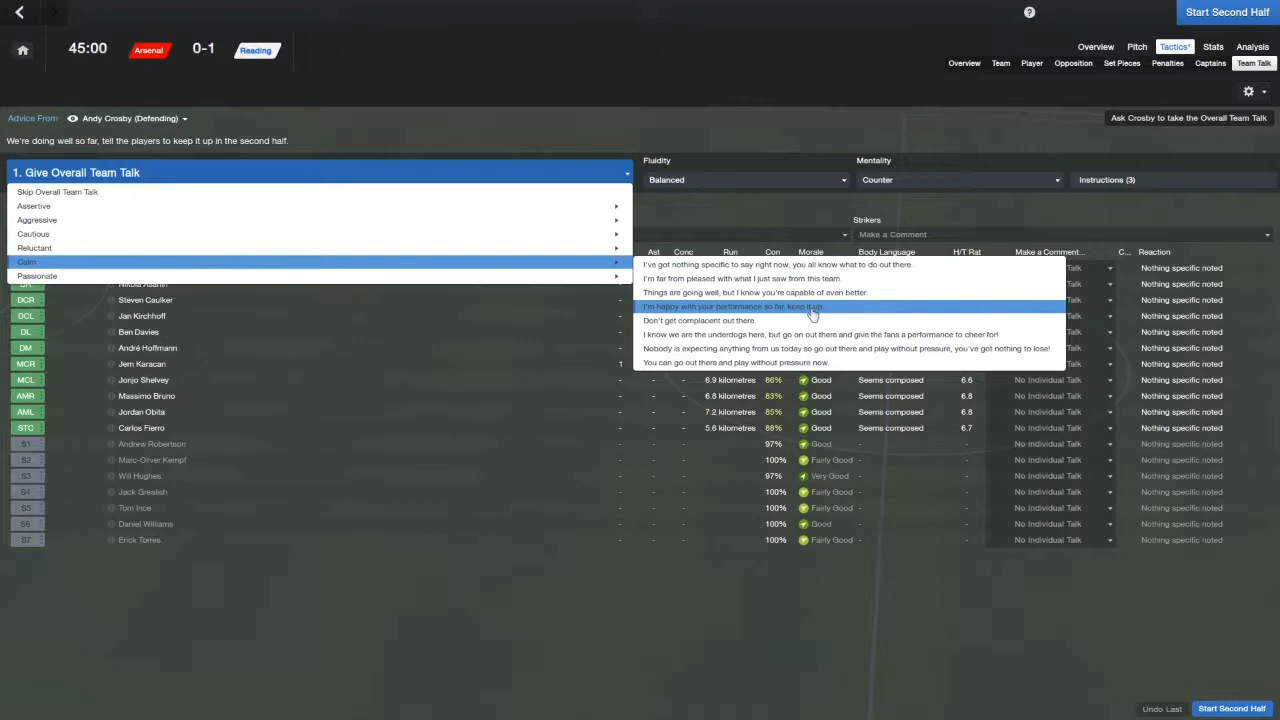 Start Second Half
45:00
Arsenal
0-1
Reading
Overview Pitch Tactics* Stats Analysis
Overview Team Player Opposition Set Pieces Penalties Captains Team Talk
Advice From Andy Crosby (Defending)
Ask Crosby to take the Overall Team Talk
We're doing well so far, tell the players to keep it up in the second half.
1. Give Overall Team Talk
Fluidity
Mentality
Balanced
Counter
Instructions (3)
Skip Overall Team Talk
Assertive
Aggressive
Cautious
Reluctant
Calm
Passionate
Strikers
Make a Comment
Ast Conc Run Con Morale Body Language H/T Rat Make a Comment... C... Reaction
I've got nothing specific to say right now, you all know what to do out there.
I'm far from pleased with what I just saw from this team.
Things are going well, but I know you're capable of even better.
I'm happy with your performance so far, keep it up.
Don't get complacent out there.
I know we are the underdogs here, but go on out there and give the fans a performance to cheer for!
Nobody is expecting anything from us today so go out there and play without pressure, you've got nothing to lose!
You can go out there and play without pressure now.
Talk Nothing specific noted
Talk Nothing specific noted
DCR Steven Caulker - Talk Nothing specific noted
DCL Jan Kirchhoff - Talk Nothing specific noted
DL Ben Davies - Talk Nothing specific noted
DM André Hoffmann - Talk Nothing specific noted
MCR Jem Karacan 1 Talk Nothing specific noted
MCL Jonjo Shelvey - - - 6.9 kilometres 86% Good Seems composed 6.6 No Individual Talk Nothing specific noted
AMR Massimo Bruno - - - 6.8 kilometres 83% Good Seems composed 6.8 No Individual Talk Nothing specific noted
AML Jordan Obita - - - 7.2 kilometres 85% Good Seems composed 6.8 No Individual Talk Nothing specific noted
STC Carlos Fierro - - - 5.6 kilometres 88% Good Seems composed 6.7 No Individual Talk Nothing specific noted
S1 Andrew Robertson - - - - 97% Good - - No Individual Talk Nothing specific noted
S2 Marc-Oliver Kempf - - - - 100% Fairly Good - - No Individual Talk Nothing specific noted
S3 Will Hughes - - - - 97% Very Good - - No Individual Talk Nothing specific noted
S4 Jack Grealish - - - - 100% Fairly Good - - No Individual Talk Nothing specific noted
S5 Tom Ince - - - - 100% Fairly Good - - No Individual Talk Nothing specific noted
S6 Daniel Williams - - - - 100% Good - - No Individual Talk Nothing specific noted
S7 Erick Torres - - - - 100% Fairly Good - - No Individual Talk Nothing specific noted
Undo Last
Start Second Half